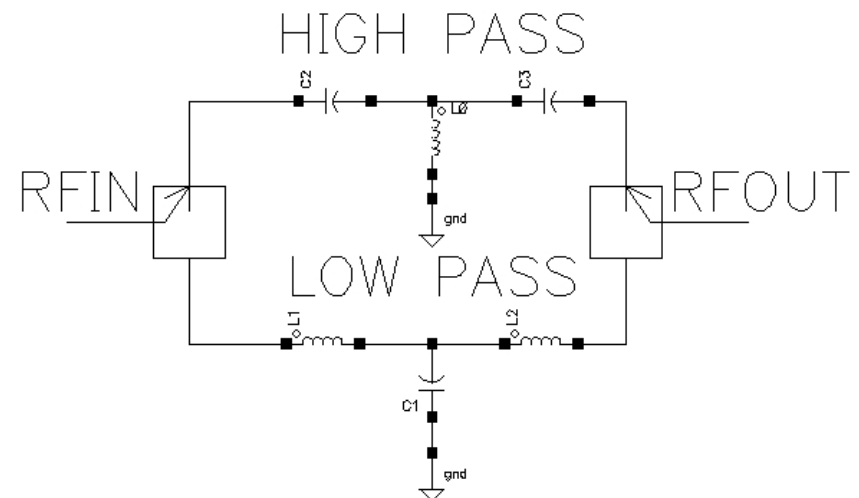 HIGH PASS
C2
C3
L0
RFIN
RFOUT
gnd
LOW PASS
L1
L2
C1
gnd